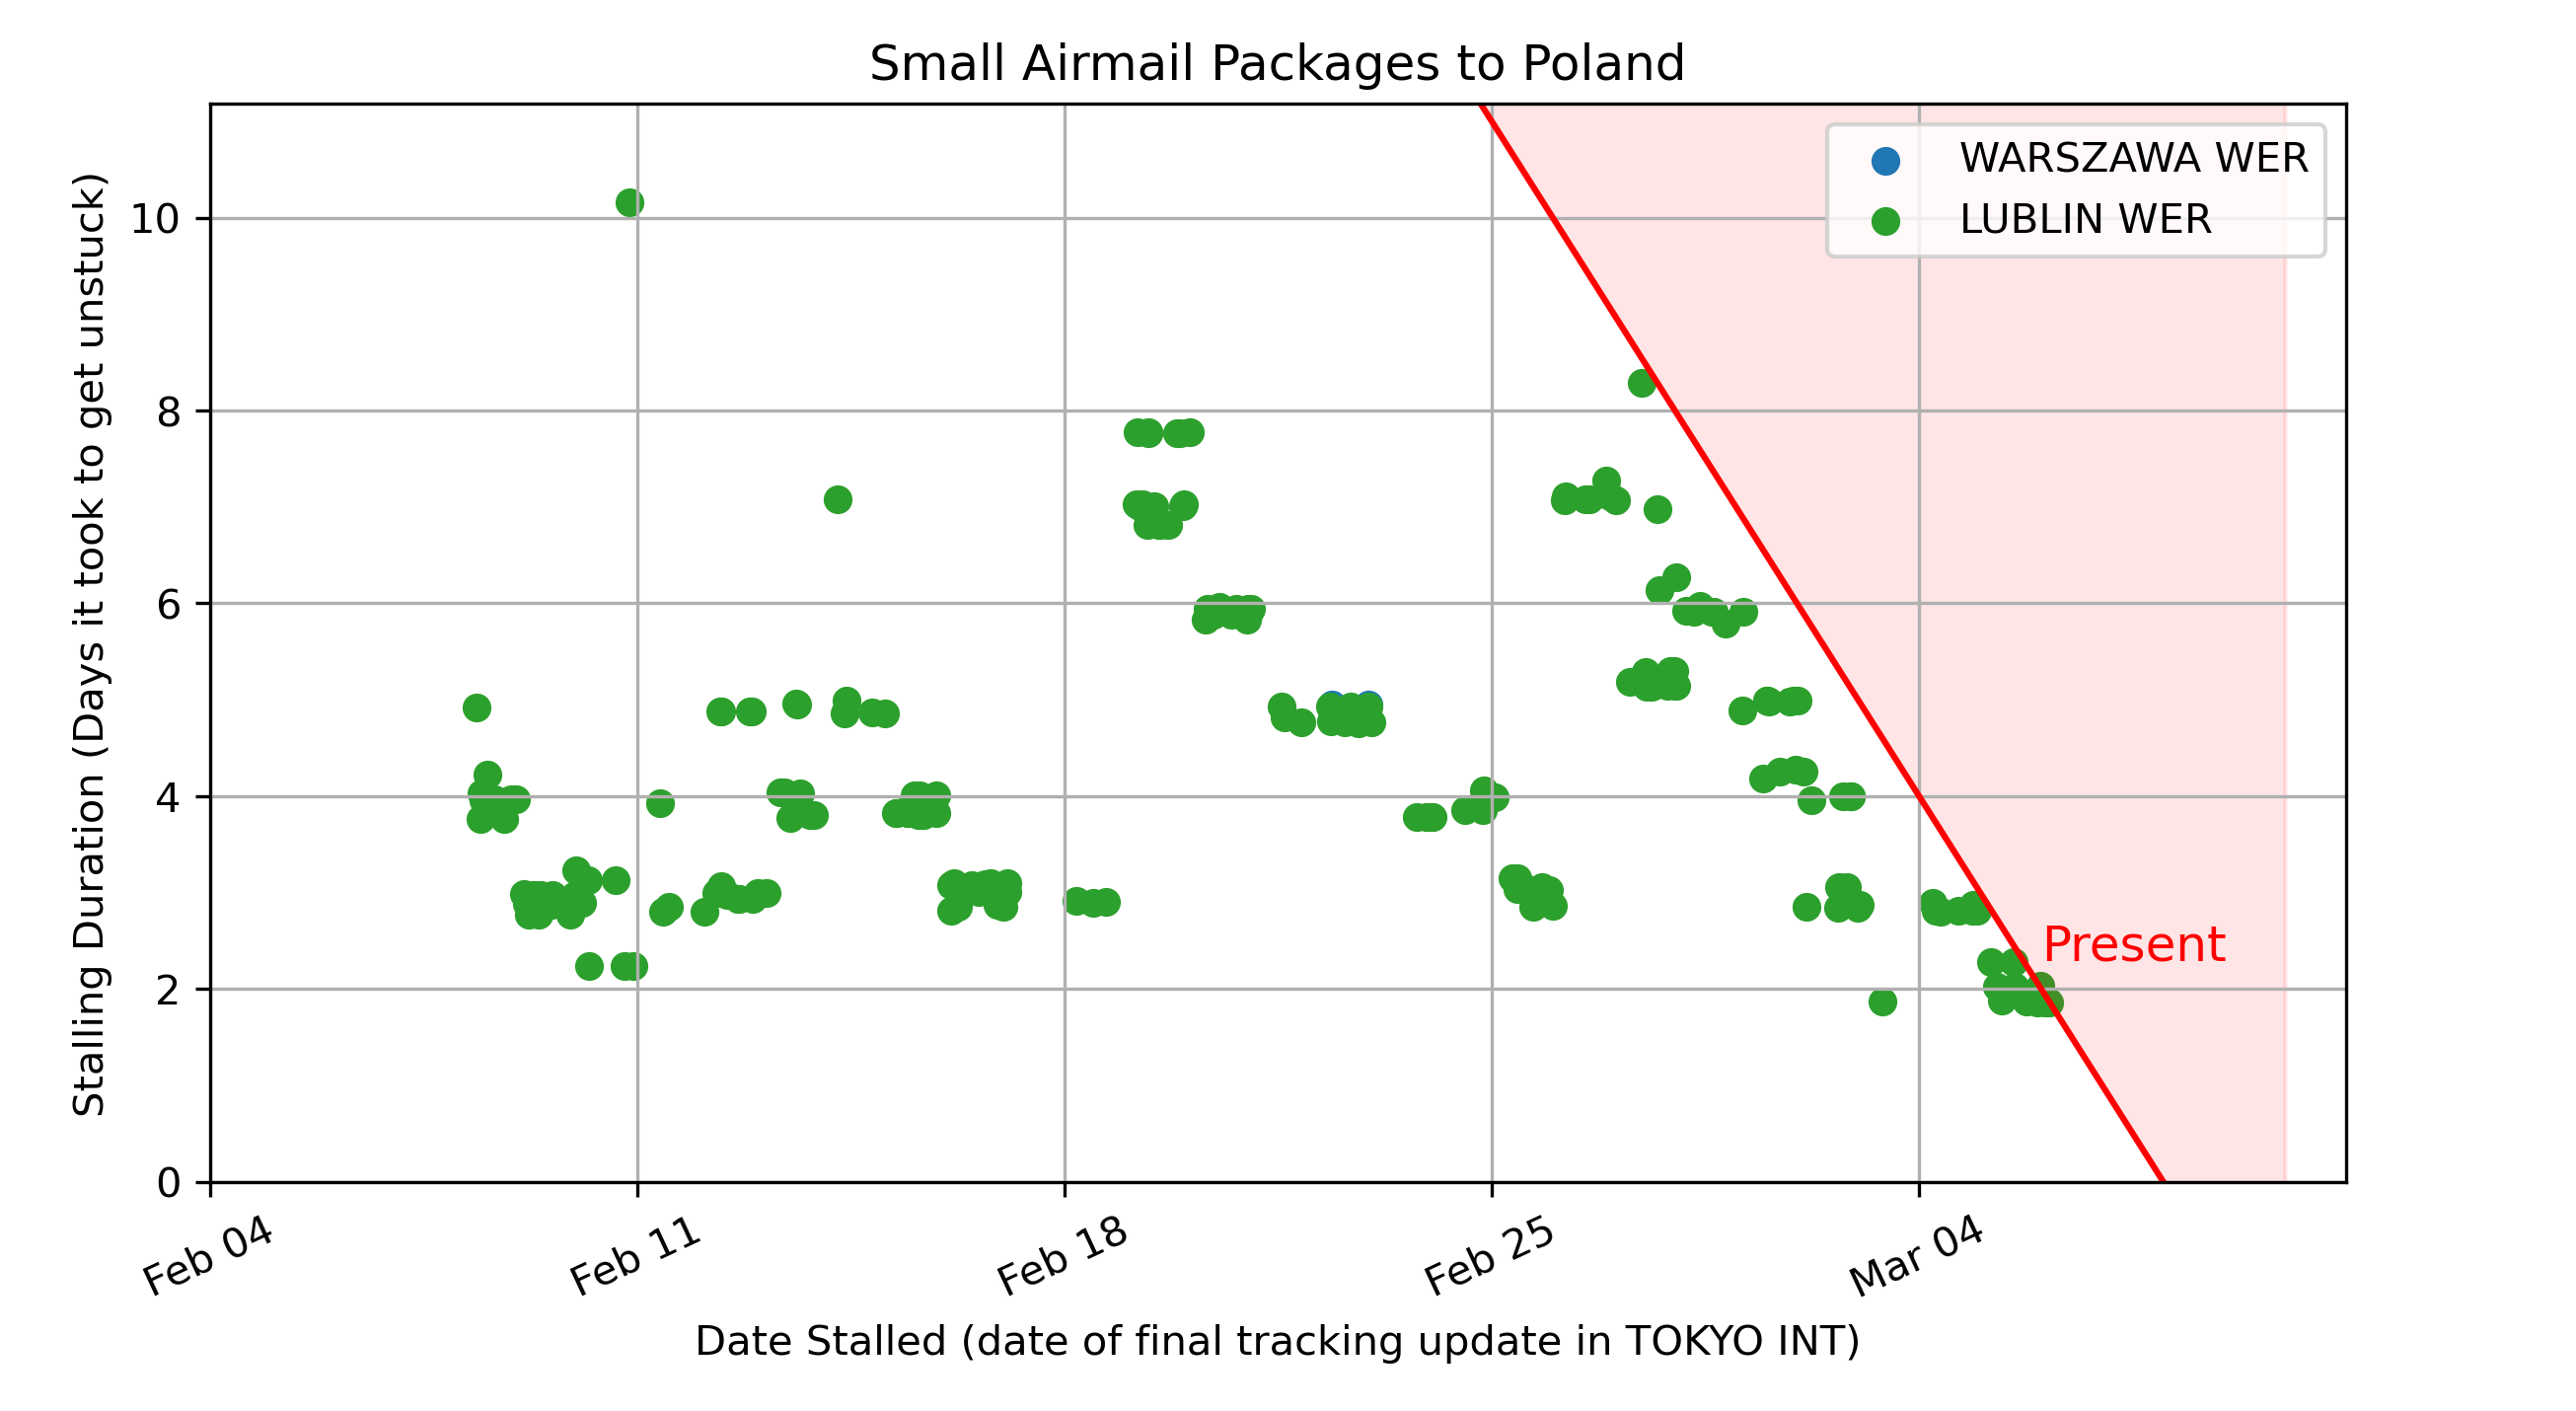 Small Airmail Packages to Poland
Stalling Duration (Days it took to get unstuck)
10
8
6
4
2
0
WARSZAWA WER
LUBLIN WER
Present
Feb 04
Feb 11
Feb 18
Feb 25
Mar 04
Date Stalled (date of final tracking update in TOKYO INT)